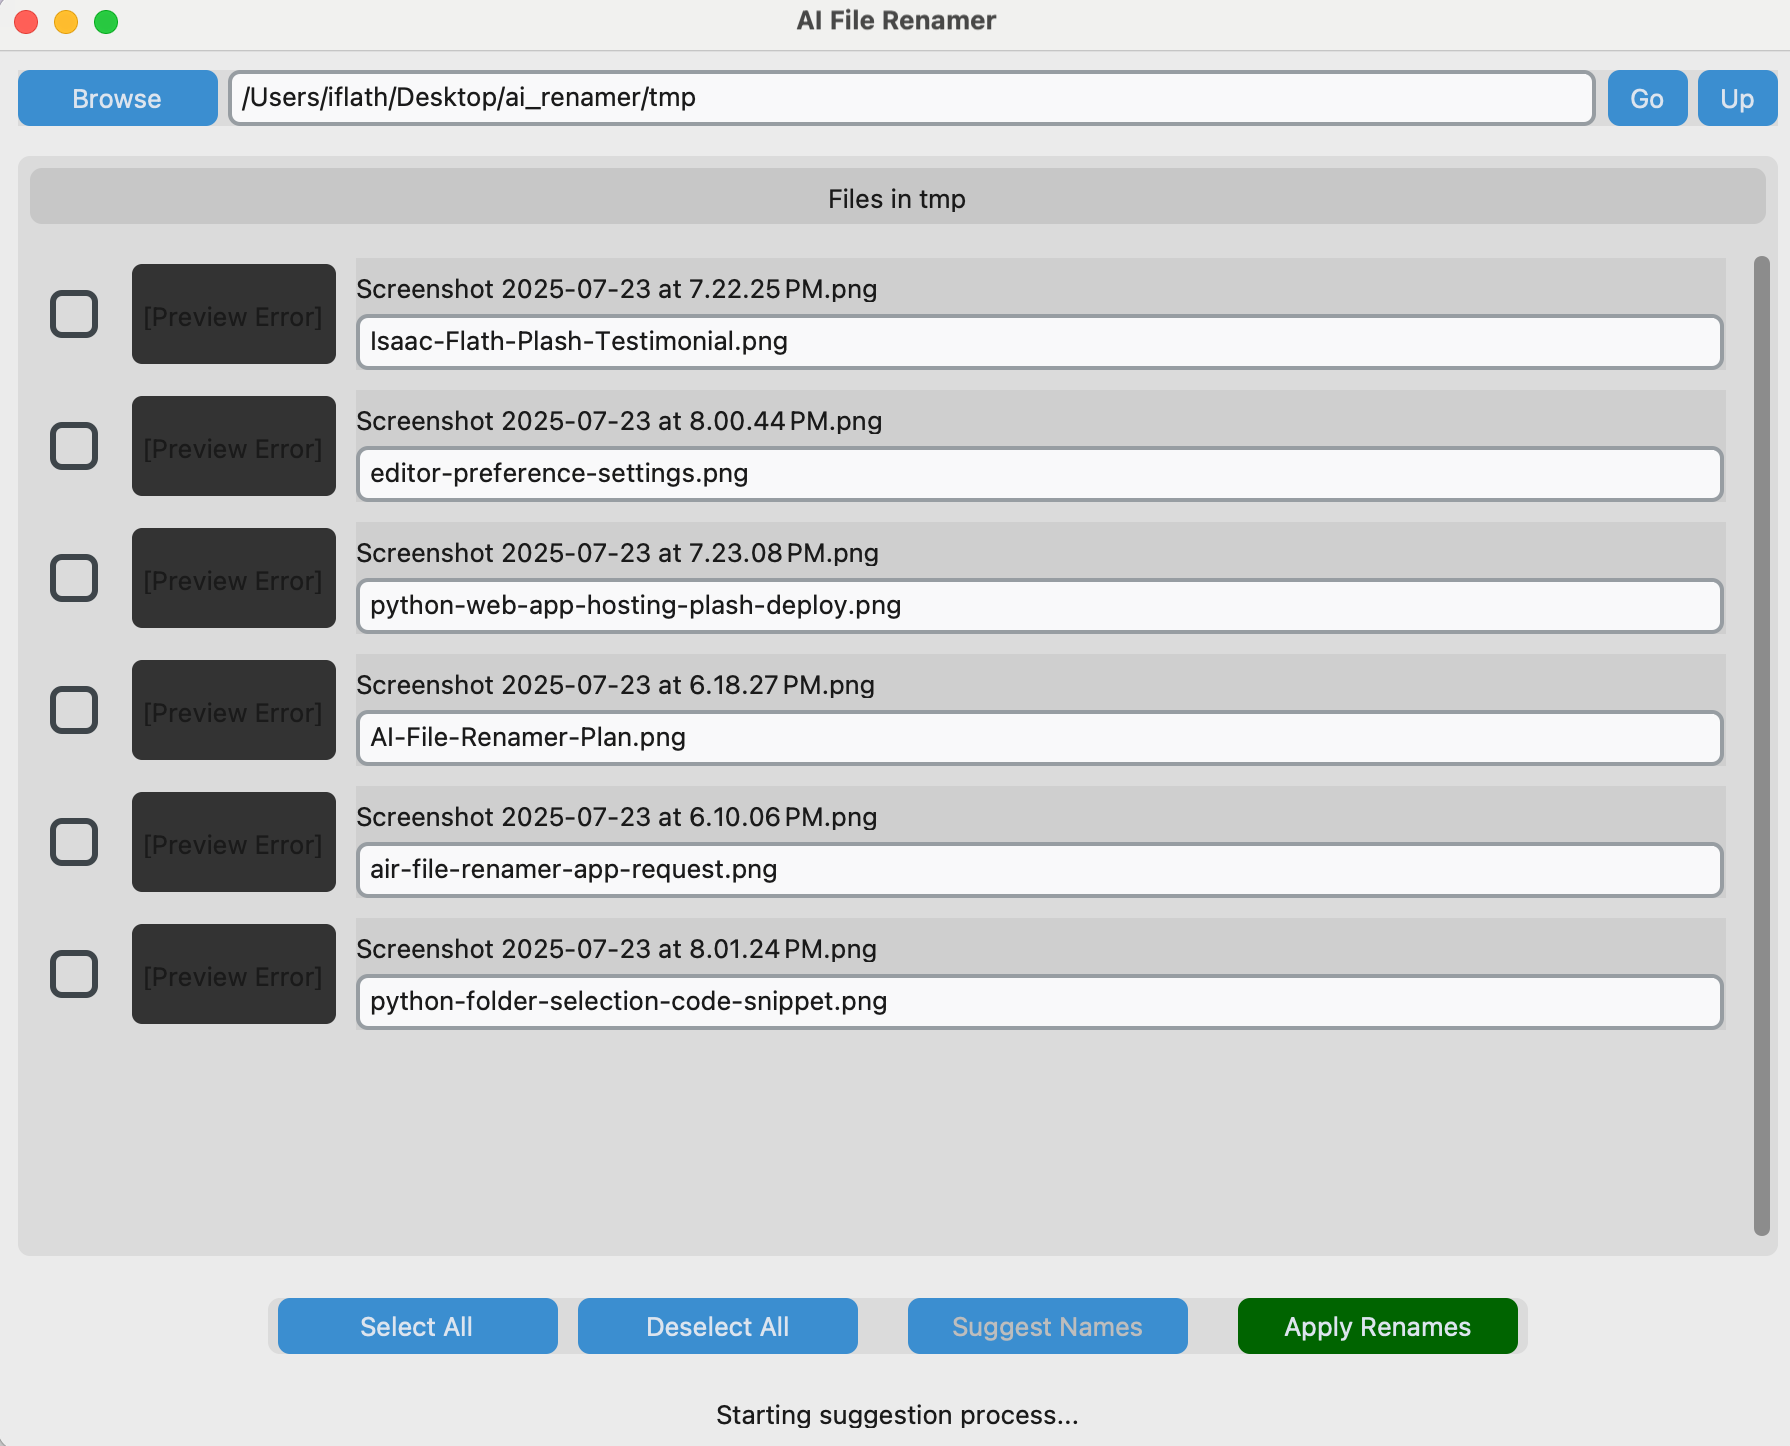 AI File Renamer
Browse
/Users/iflath/Desktop/ai_renamer/tmp
Go
Up
Files in tmp
[Preview Error]
Screenshot 2025-07-23 at 7.22.25 PM.png
Isaac-Flath-Plash-Testimonial.png
[Preview Error]
Screenshot 2025-07-23 at 8.00.44 PM.png
editor-preference-settings.png
[Preview Error]
Screenshot 2025-07-23 at 7.23.08 PM.png
python-web-app-hosting-plash-deploy.png
[Preview Error]
Screenshot 2025-07-23 at 6.18.27 PM.png
AI-File-Renamer-Plan.png
[Preview Error]
Screenshot 2025-07-23 at 6.10.06 PM.png
air-file-renamer-app-request.png
[Preview Error]
Screenshot 2025-07-23 at 8.01.24 PM.png
python-folder-selection-code-snippet.png
Select All
Deselect All
Suggest Names
Apply Renames
Starting suggestion process...